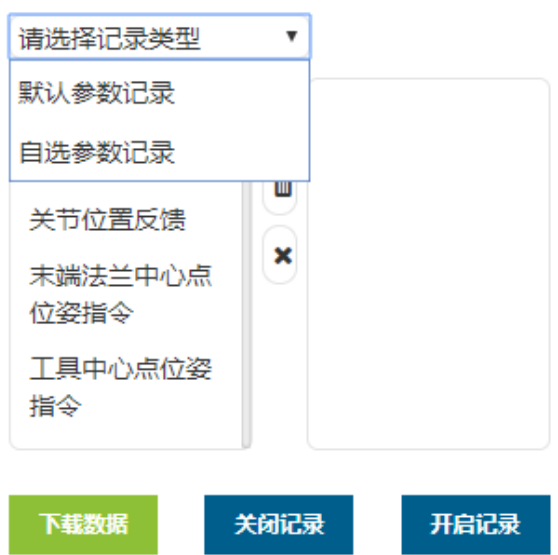 请选择记录类型
默认参数记录
自选参数记录
关节位置反馈
末端法兰中心点
位姿指令
工具中心点位姿
指令
下载数据
关闭记录
开启记录